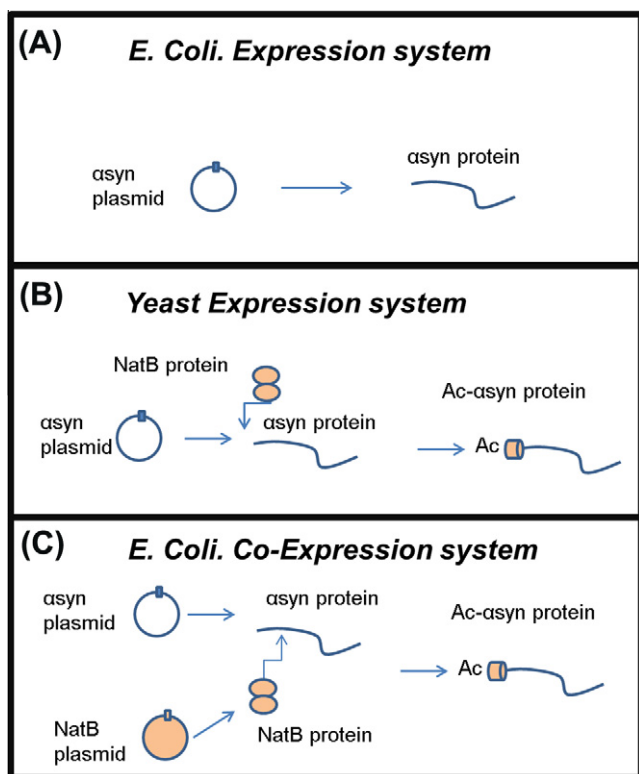 (A)
E. Coli. Expression system
αsyn
plasmid
αsyn protein
(B)
Yeast Expression system
NatB protein
αsyn
plasmid
αsyn protein
Ac-αsyn protein
Ac
(C)
E. Coli. Co-Expression system
αsyn
plasmid
αsyn protein
Ac-αsyn protein
Ac
NatB
plasmid
NatB protein